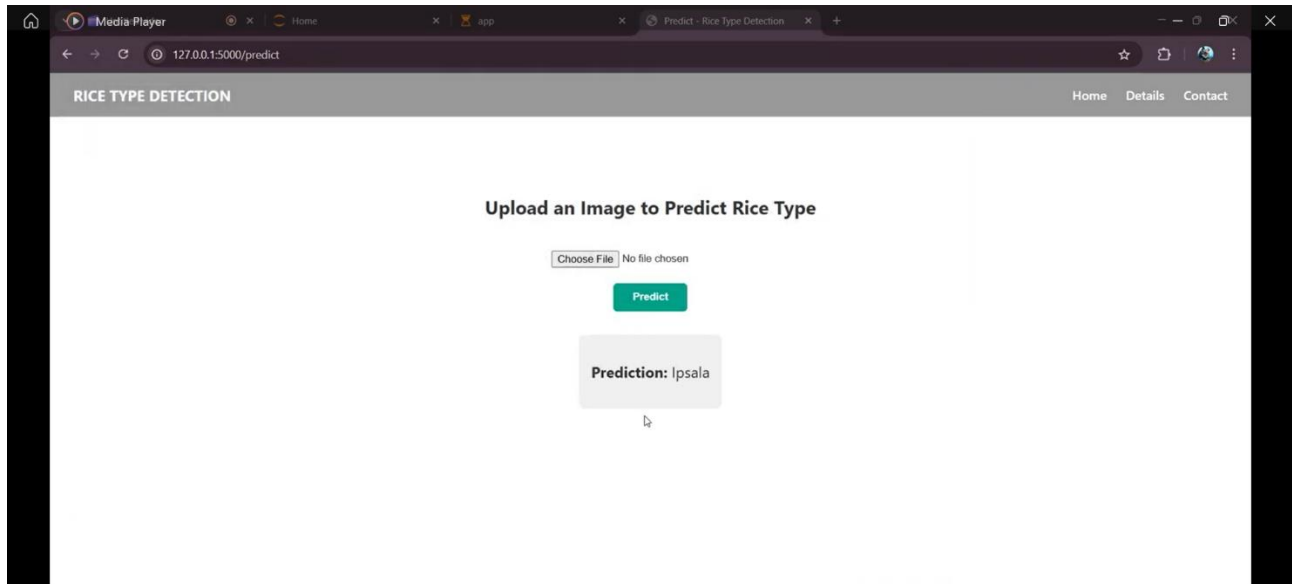 Media Player
Home
app
Predict - Rice Type Detection
127.0.0.1:5000/predict
RICE TYPE DETECTION
Home Details Contact
Upload an Image to Predict Rice Type
Choose File No file chosen
Predict
Prediction: Ipsala